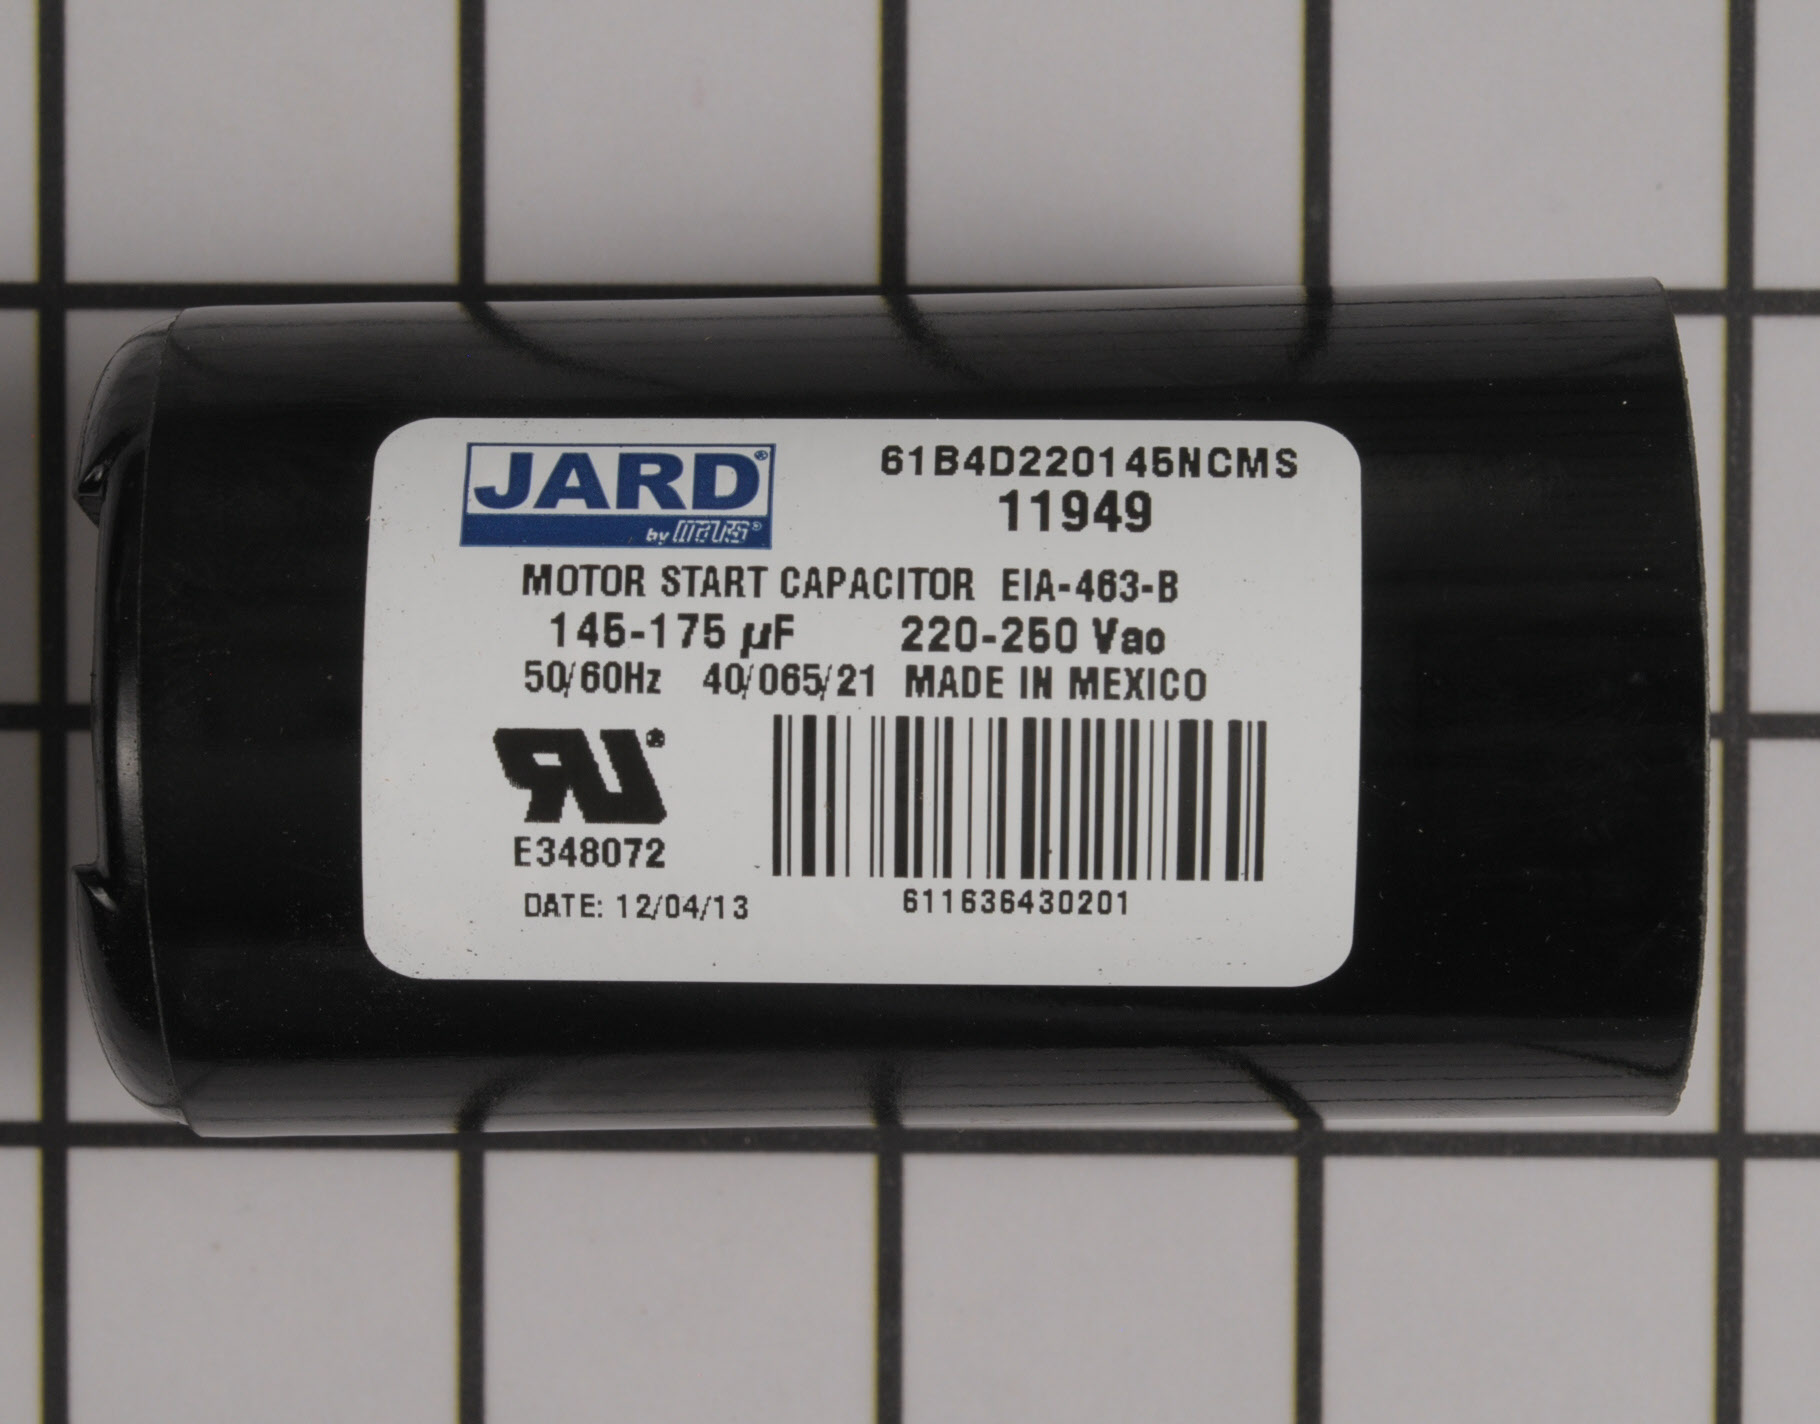 JARD®
by MARS®
61B4D220145NCMS
11949
MOTOR START CAPACITOR EIA-463-B
145-175 µF 220-250 Vac
50/60Hz 40/065/21 MADE IN MEXICO
E348072
DATE: 12/04/13
611636430201